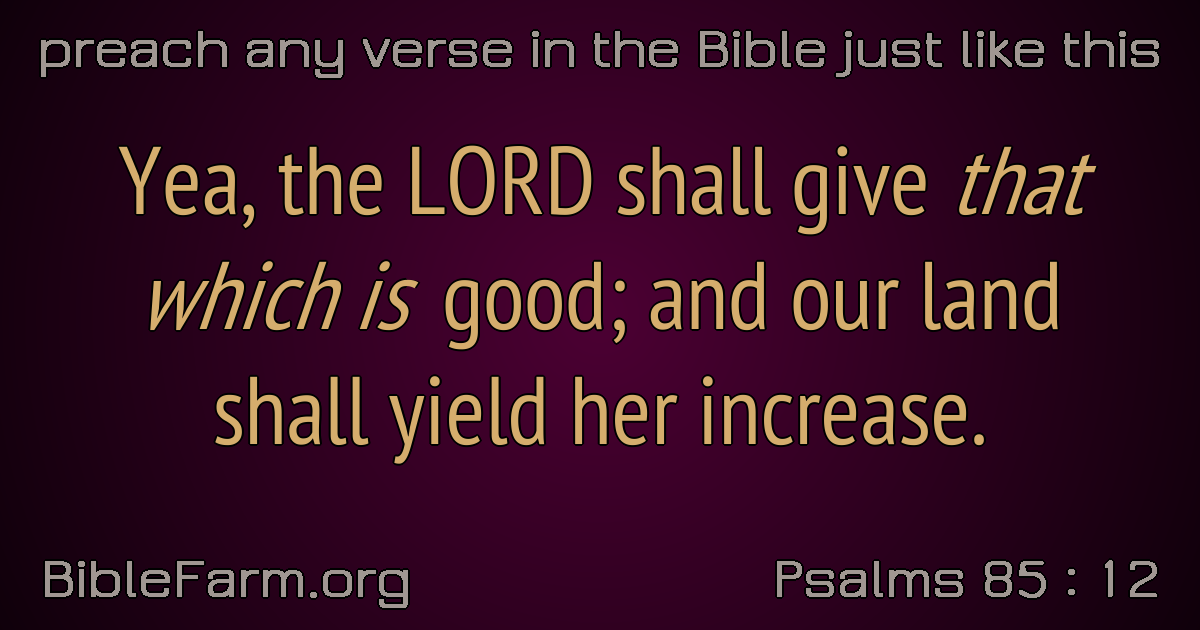 preach any verse in the Bible just like this
Yea, the LORD shall give that
which is good; and our land
shall yield her increase.
BibleFarm.org
Psalms 85 : 12